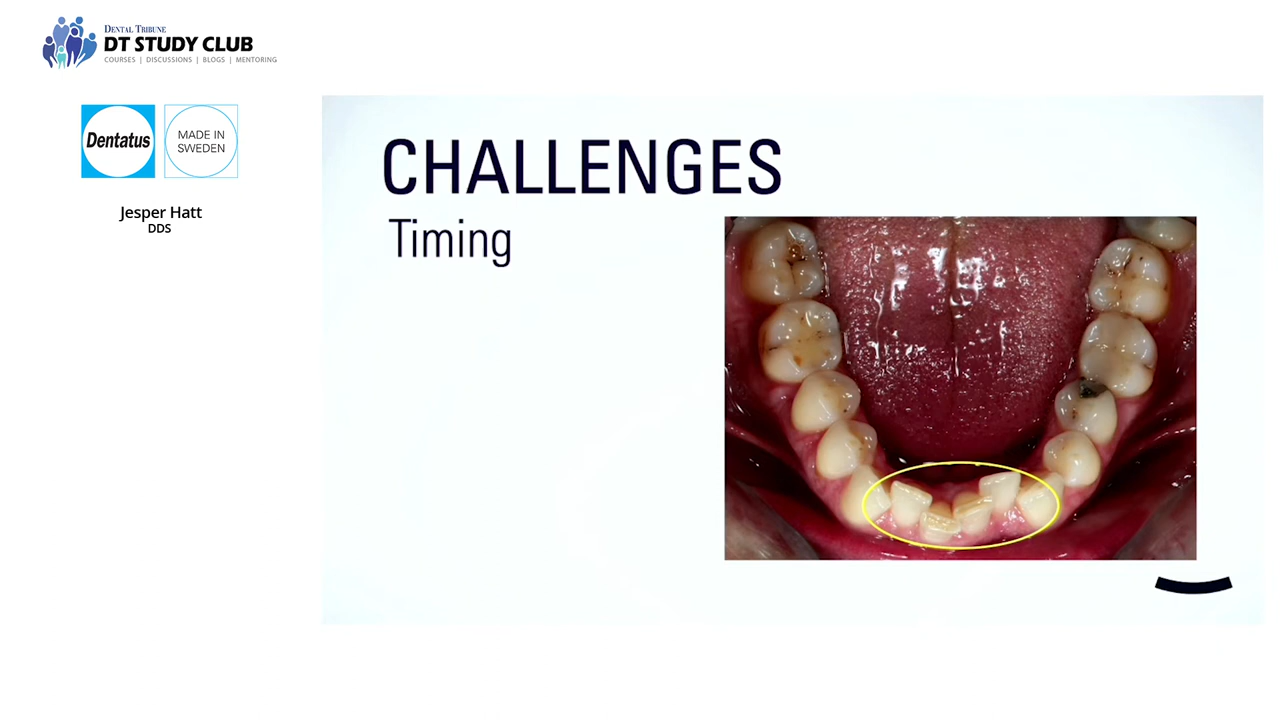 DENTAL TRIBUNE
DT STUDY CLUB
COURSES | DISCUSSIONS | BLOGS | MENTORING
Dentatus
MADE IN
SWEDEN
Jesper Hatt
DDS
CHALLENGES
Timing